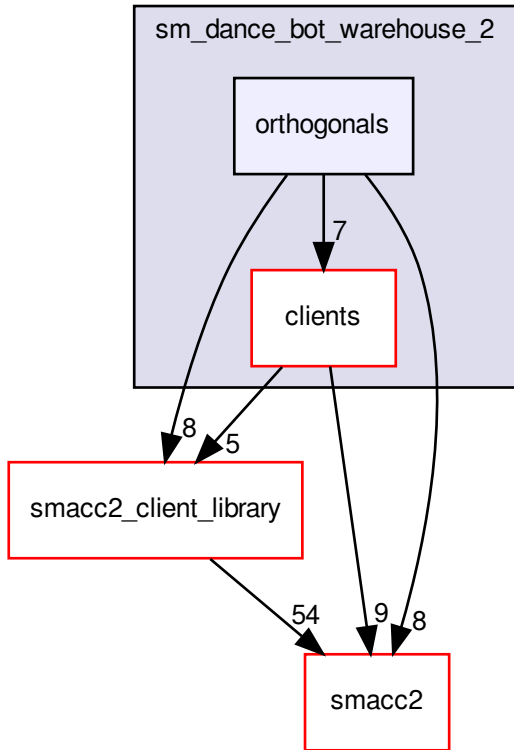 sm_dance_bot_warehouse_2
orthogonals
7
clients
8
5
smacc2_client_library
54
9
8
smacc2